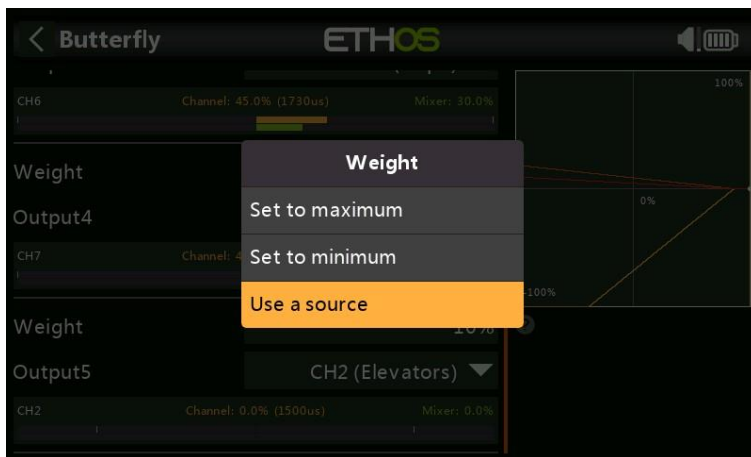 Butterfly
ETHOS
100%
CH6 Channel: 45.0% (1730us) Mixer: 30.0%
Weight
Weight
Set to maximum
0%
Output4
CH7 Channel: 4
Set to minimum
Use a source
-100%
Weight 10%
?
Output5 CH2 (Elevators)
CH2 Channel: 0.0% (1500us) Mixer: 0.0%